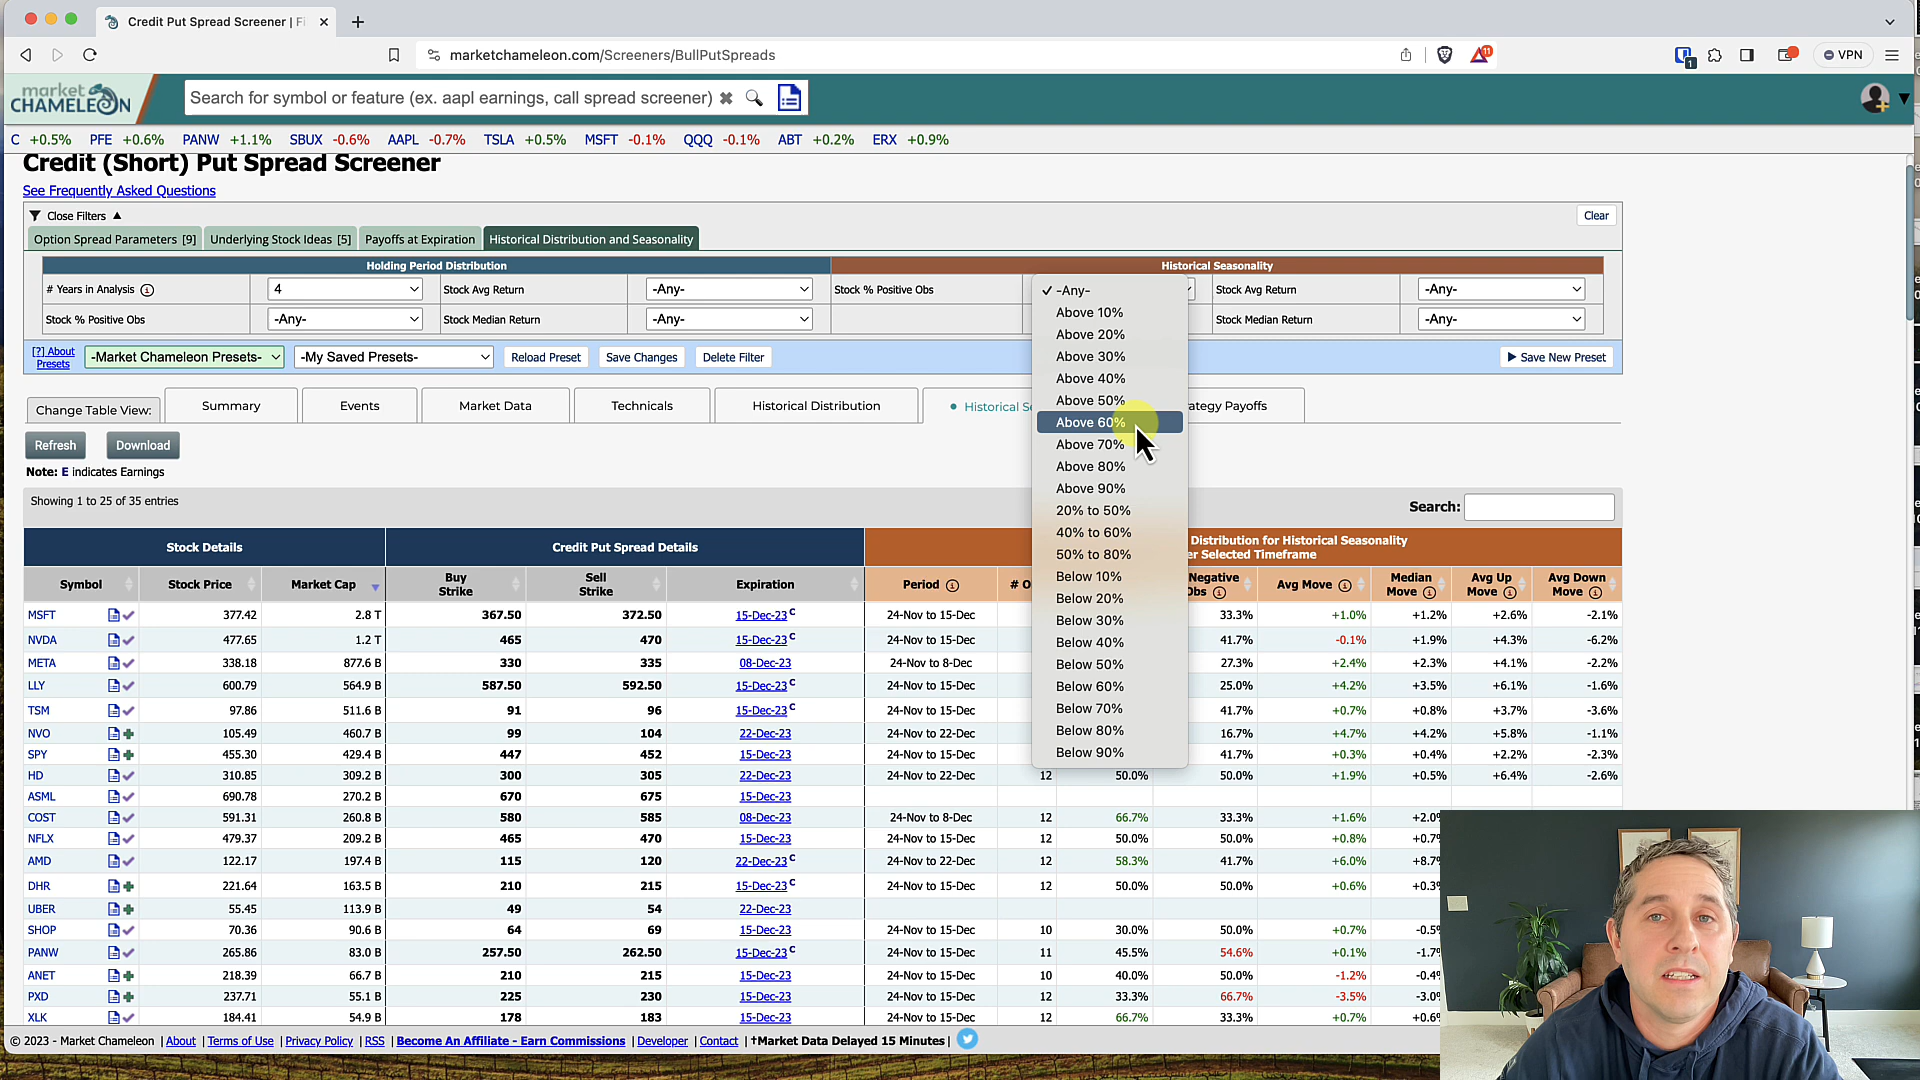 Credit Put Spread Screener | Fi
marketchameleon.com/Screeners/BullPutSpreads
11
1
VPN
market
CHAMELEON
Search for symbol or feature (ex. aapl earnings, call spread screener)
C +0.5% PFE +0.6% PANW +1.1% SBUX -0.6% AAPL -0.7% TSLA +0.5% MSFT -0.1% QQQ -0.1% ABT +0.2% ERX +0.9%
Credit (Short) Put Spread Screener
See Frequently Asked Questions
Close Filters ▲ Clear
Option Spread Parameters [9] Underlying Stock Ideas [5] Payoffs at Expiration Historical Distribution and Seasonality
Holding Period Distribution Historical Seasonality
# Years in Analysis 4 Stock Avg Return -Any- Stock % Positive Obs Stock Avg Return -Any-
Stock % Positive Obs -Any- Stock Median Return -Any- Stock Median Return -Any-
[?] About
Presets
-Market Chameleon Presets- -My Saved Presets- Reload Preset Save Changes Delete Filter Save New Preset
✓ -Any-
Above 10%
Above 20%
Above 30%
Above 40%
Above 50%
Above 60%
Above 70%
Above 80%
Above 90%
20% to 50%
40% to 60%
50% to 80%
Below 10%
Below 20%
Below 30%
Below 40%
Below 50%
Below 60%
Below 70%
Below 80%
Below 90%
Change Table View: Summary Events Market Data Technicals Historical Distribution • Historical Se ategy Payoffs
Refresh Download
Note: E indicates Earnings
Showing 1 to 25 of 35 entries Search:
Stock Details Credit Put Spread Details Distribution for Historical Seasonality
er Selected Timeframe
Symbol Stock Price Market Cap Buy Strike Sell Strike Expiration Period # O Negative Obs Avg Move Median Move Avg Up Move Avg Down Move
MSFT 377.42 2.8 T 367.50 372.50 15-Dec-23 C 24-Nov to 15-Dec 33.3% +1.0% +1.2% +2.6% -2.1%
NVDA 477.65 1.2 T 465 470 15-Dec-23 C 24-Nov to 15-Dec 41.7% -0.1% +1.9% +4.3% -6.2%
META 338.18 877.6 B 330 335 08-Dec-23 24-Nov to 8-Dec 27.3% +2.4% +2.3% +4.1% -2.2%
LLY 600.79 564.9 B 587.50 592.50 15-Dec-23 C 24-Nov to 15-Dec 25.0% +4.2% +3.5% +6.1% -1.6%
TSM 97.86 511.6 B 91 96 15-Dec-23 C 24-Nov to 15-Dec 41.7% +0.7% +0.8% +3.7% -3.6%
NVO 105.49 460.7 B 99 104 22-Dec-23 24-Nov to 22-Dec 16.7% +4.7% +4.2% +5.8% -1.1%
SPY 455.30 429.4 B 447 452 15-Dec-23 24-Nov to 15-Dec 41.7% +0.3% +0.4% +2.2% -2.3%
HD 310.85 309.2 B 300 305 22-Dec-23 24-Nov to 22-Dec 12 50.0% 50.0% +1.9% +0.5% +6.4% -2.6%
ASML 690.78 270.2 B 670 675 15-Dec-23
COST 591.31 260.8 B 580 585 08-Dec-23 24-Nov to 8-Dec 12 66.7% 33.3% +1.6% +2.0
NFLX 479.37 209.2 B 465 470 15-Dec-23 24-Nov to 15-Dec 12 50.0% 50.0% +0.8% +0.7
AMD 122.17 197.4 B 115 120 22-Dec-23 C 24-Nov to 22-Dec 12 58.3% 41.7% +6.0% +8.7
DHR 221.64 163.5 B 210 215 15-Dec-23 C 24-Nov to 15-Dec 12 50.0% 50.0% +0.6% +0.3
UBER 55.45 113.9 B 49 54 22-Dec-23
SHOP 70.36 90.6 B 64 69 15-Dec-23 24-Nov to 15-Dec 10 30.0% 50.0% +0.7% -0.5
PANW 265.86 83.0 B 257.50 262.50 15-Dec-23 C 24-Nov to 15-Dec 11 45.5% 54.6% +0.1% -1.7
ANET 218.39 66.7 B 210 215 15-Dec-23 24-Nov to 15-Dec 10 40.0% 50.0% -1.2% -0.4
PXD 237.71 55.1 B 225 230 15-Dec-23 24-Nov to 15-Dec 12 33.3% 66.7% -3.5% -3.0
XLK 184.41 54.9 B 178 183 15-Dec-23 24-Nov to 15-Dec 12 66.7% 33.3% +0.7% +0.6
© 2023 - Market Chameleon | About | Terms of Use | Privacy Policy | RSS | Become An Affiliate - Earn Commissions | Developer | Contact | †Market Data Delayed 15 Minutes |